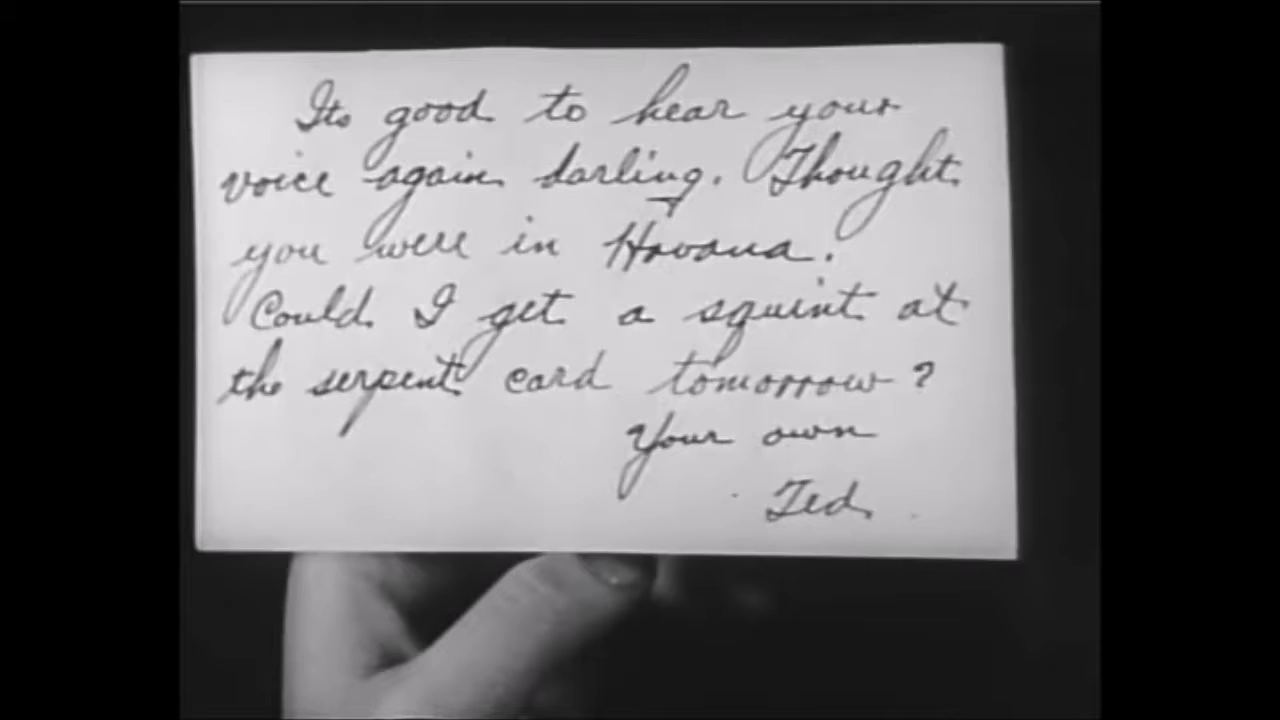 Its good to hear your
voice again darling. Thought
you were in Havana.
Could I get a squint at
the serpent card tomorrow?
Your own
Ted